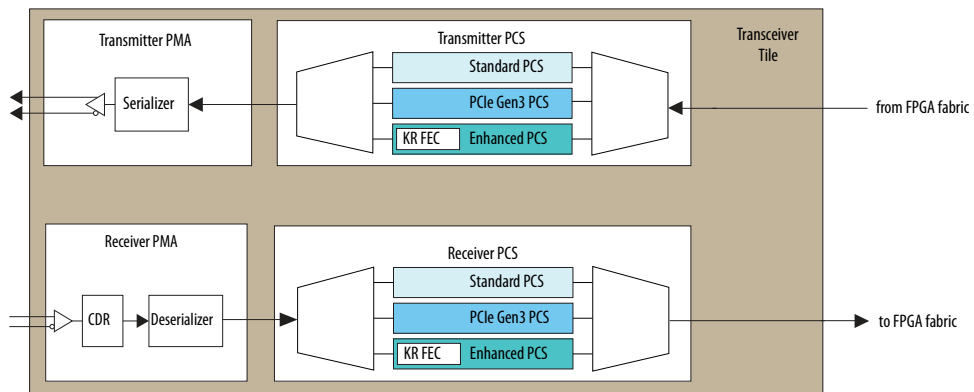 Transmitter PMA
Transmitter PCS
Transceiver
Tile
Standard PCS
Serializer
PCIe Gen3 PCS
from FPGA fabric
KR FEC
Enhanced PCS
Receiver PMA
Receiver PCS
Standard PCS
CDR
Deserializer
PCIe Gen3 PCS
to FPGA fabric
KR FEC
Enhanced PCS